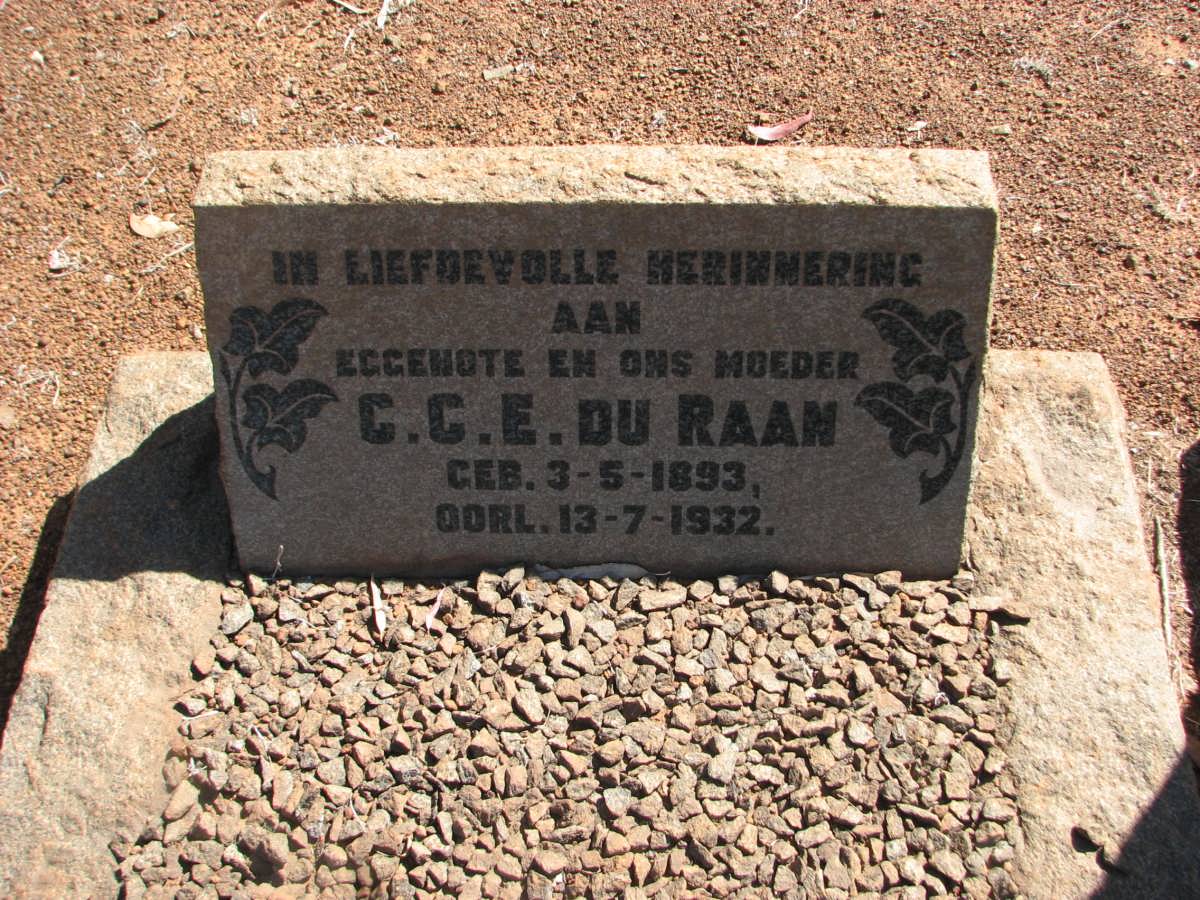 IN LIEFDEVOLLE HERINNERING
AAN
EGGENOTE EN ONS MOEDER
C.C.E. DU RAAN
GEB. 3-5-1893,
OORL. 13-7-1932.